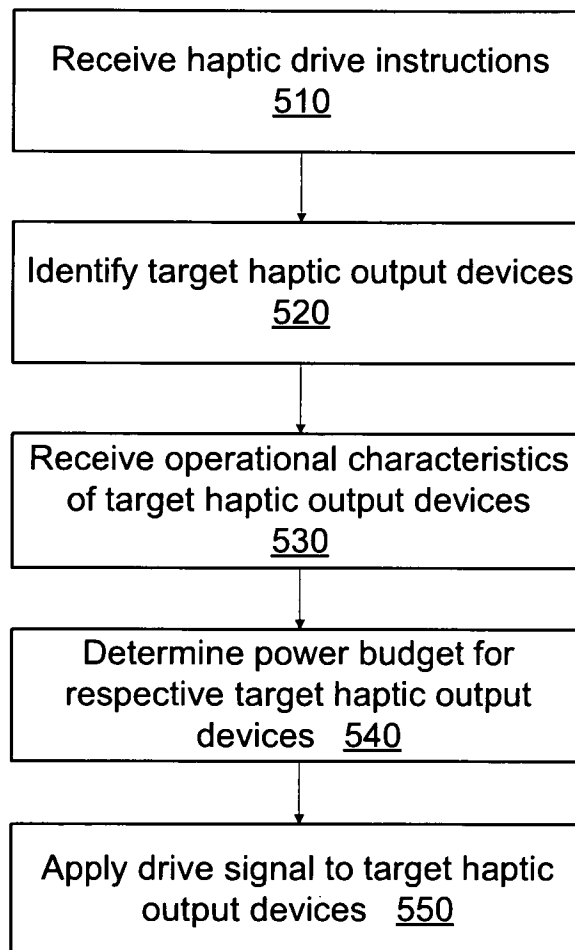 Receive haptic drive instructions
510
Identify target haptic output devices
520
Receive operational characteristics
of target haptic output devices
530
Determine power budget for
respective target haptic output
devices 540
Apply drive signal to target haptic
output devices 550